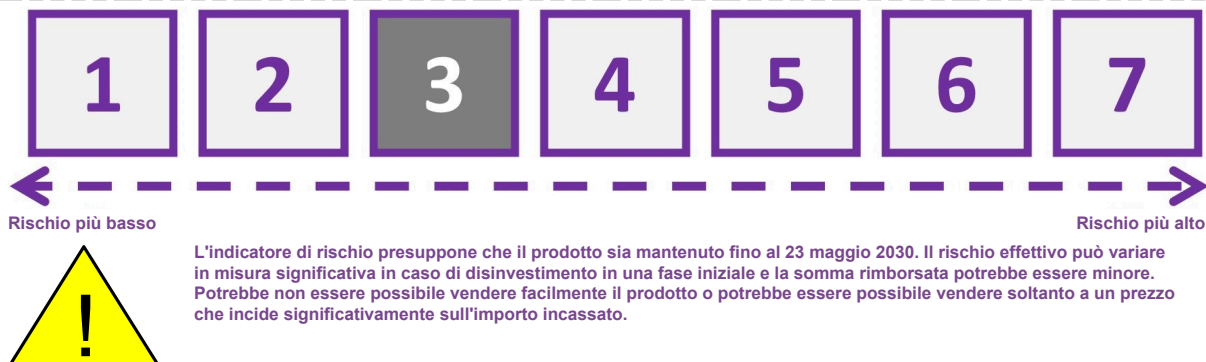 1 2 3 4 5 6 7
Rischio più basso Rischio più alto
L'indicatore di rischio presuppone che il prodotto sia mantenuto fino al 23 maggio 2030. Il rischio effettivo può variare
in misura significativa in caso di disinvestimento in una fase iniziale e la somma rimborsata potrebbe essere minore.
Potrebbe non essere possibile vendere facilmente il prodotto o potrebbe essere possibile vendere soltanto a un prezzo
che incide significativamente sull'importo incassato.
!